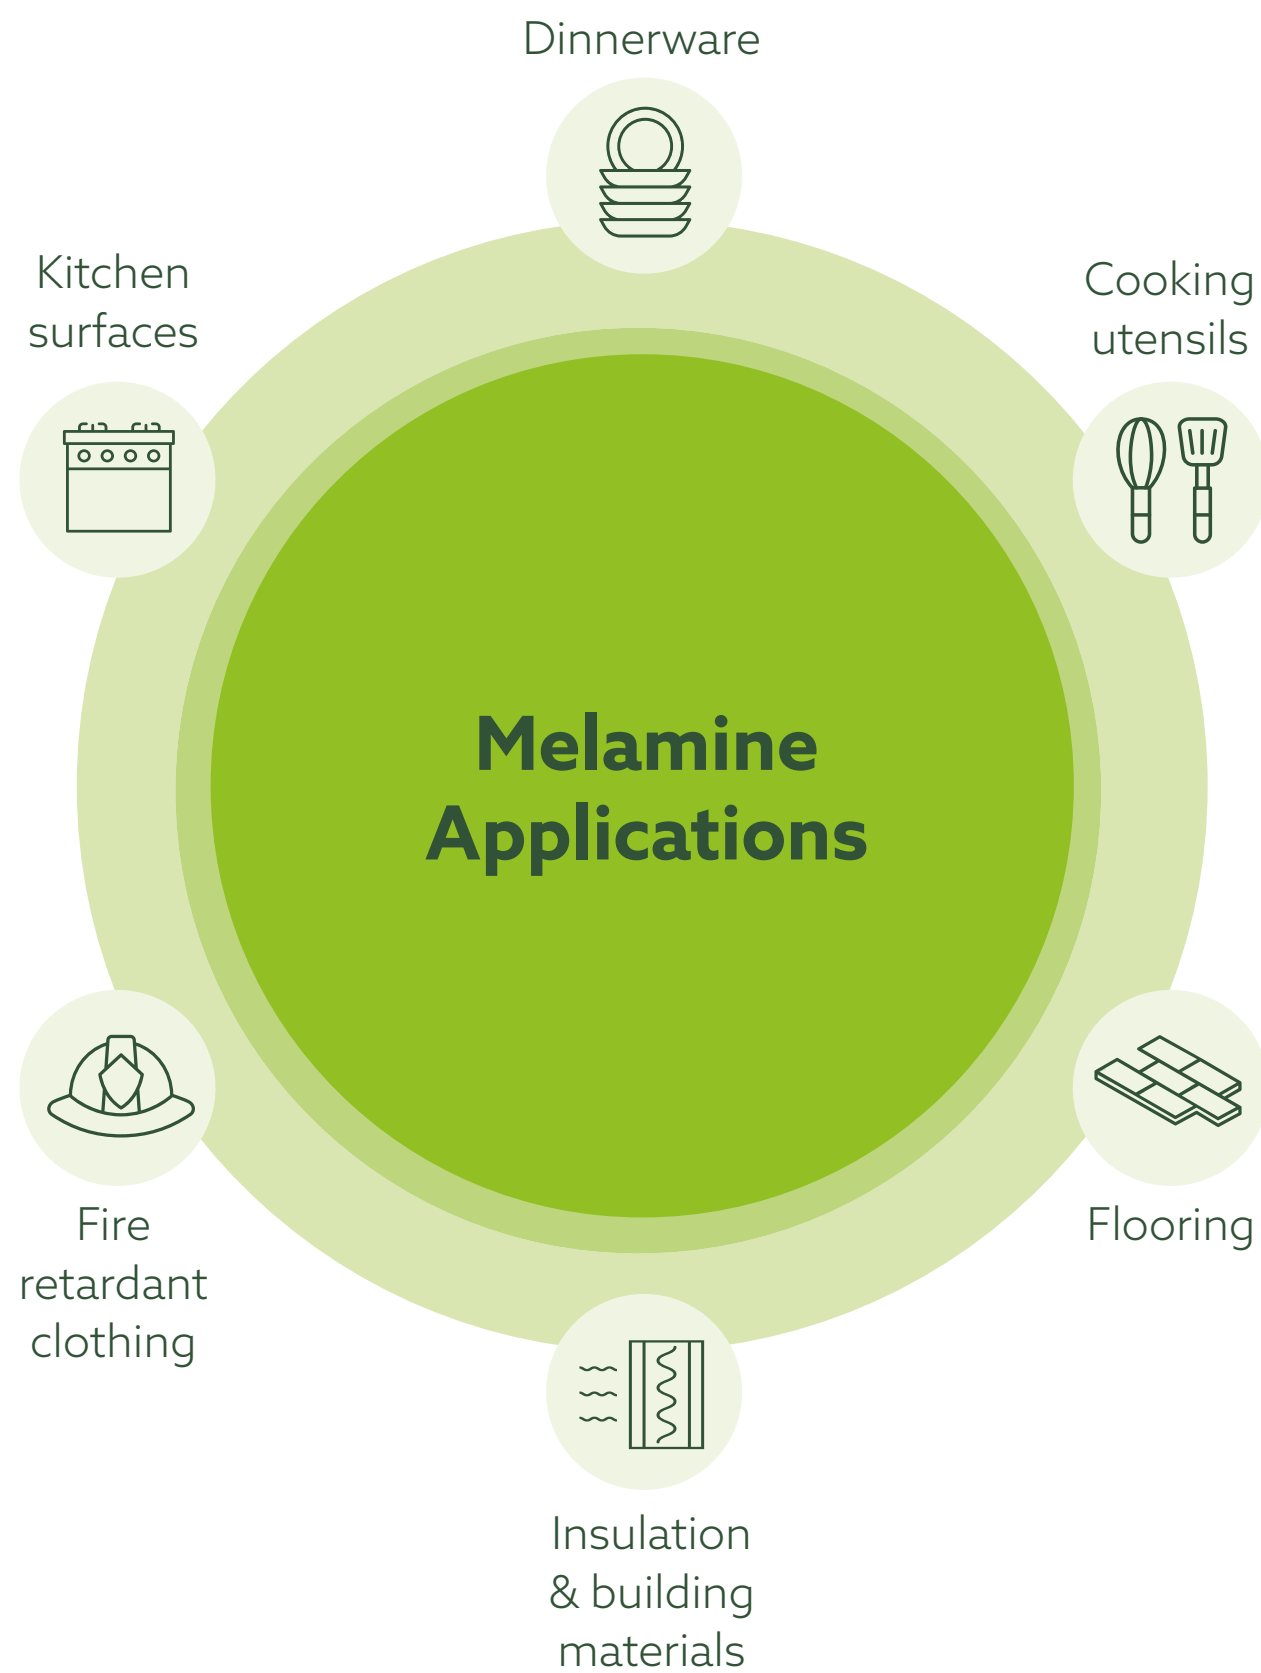 Dinnerware
Kitchen
surfaces
Cooking
utensils
Melamine
Applications
Fire
retardant
clothing
Flooring
Insulation
& building
materials